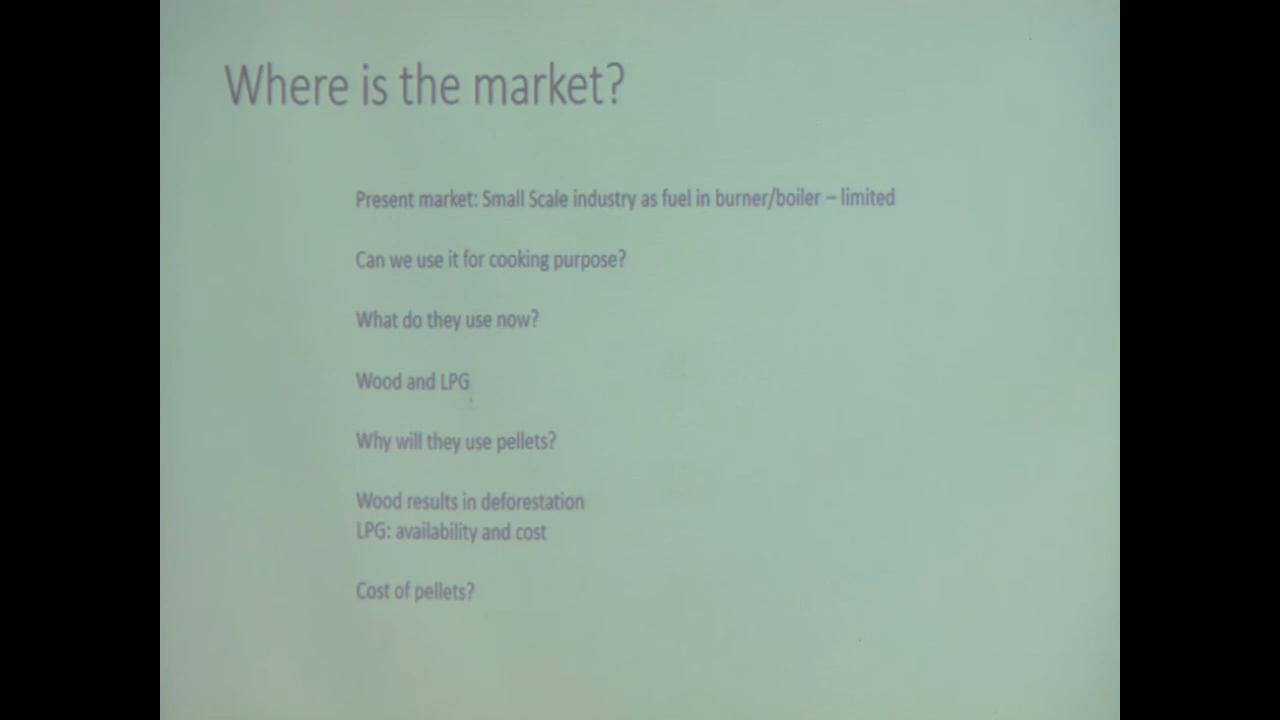 Where is the market?
Present market: Small Scale industry as fuel in burner/boiler – limited
Can we use it for cooking purpose?
What do they use now?
Wood and LPG
Why will they use pellets?
Wood results in deforestation
LPG: availability and cost
Cost of pellets?